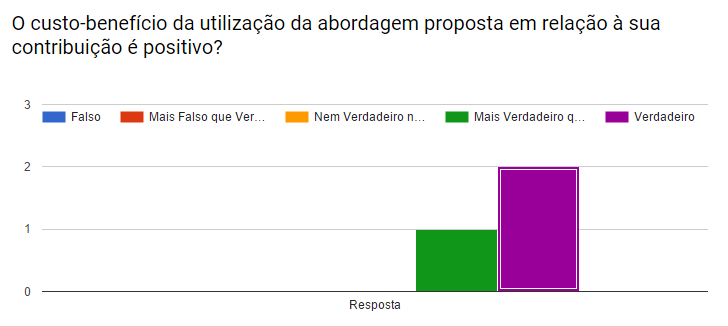 O custo-benefício da utilização da abordagem proposta em relação à sua
contribuição é positivo?
3
Falso Mais Falso que Ver... Nem Verdadeiro n... Mais Verdadeiro q... Verdadeiro
2
1
0
Resposta